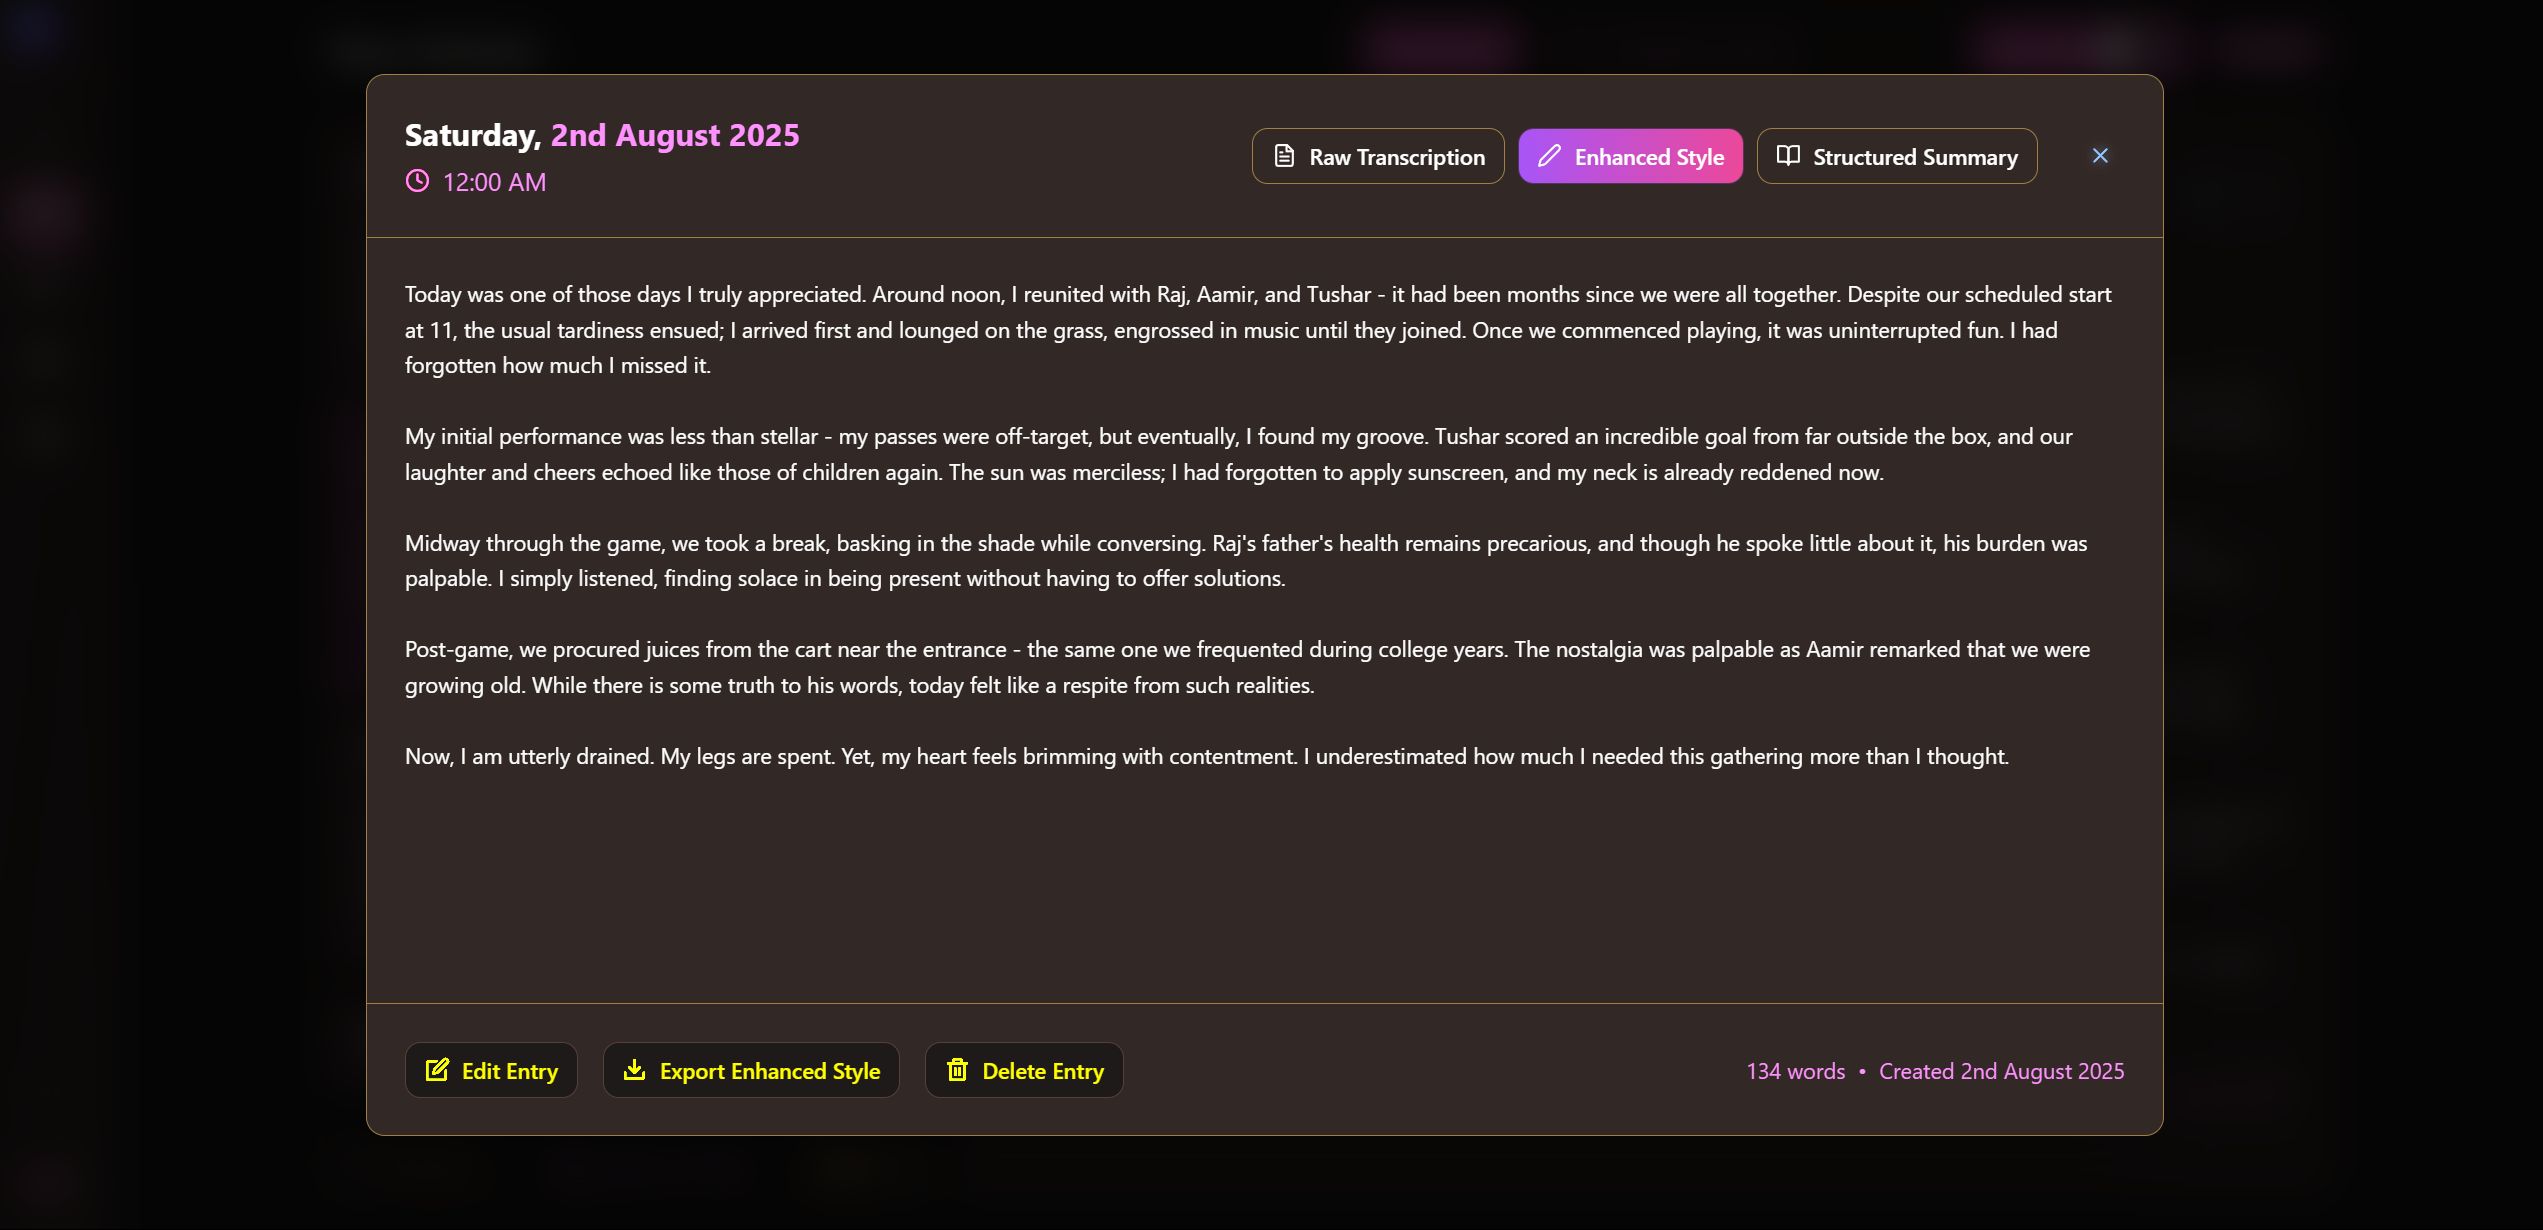 Saturday, 2nd August 2025
12:00 AM
Raw Transcription
Enhanced Style
Structured Summary
Today was one of those days I truly appreciated. Around noon, I reunited with Raj, Aamir, and Tushar - it had been months since we were all together. Despite our scheduled start
at 11, the usual tardiness ensued; I arrived first and lounged on the grass, engrossed in music until they joined. Once we commenced playing, it was uninterrupted fun. I had
forgotten how much I missed it.
My initial performance was less than stellar - my passes were off-target, but eventually, I found my groove. Tushar scored an incredible goal from far outside the box, and our
laughter and cheers echoed like those of children again. The sun was merciless; I had forgotten to apply sunscreen, and my neck is already reddened now.
Midway through the game, we took a break, basking in the shade while conversing. Raj's father's health remains precarious, and though he spoke little about it, his burden was
palpable. I simply listened, finding solace in being present without having to offer solutions.
Post-game, we procured juices from the cart near the entrance - the same one we frequented during college years. The nostalgia was palpable as Aamir remarked that we were
growing old. While there is some truth to his words, today felt like a respite from such realities.
Now, I am utterly drained. My legs are spent. Yet, my heart feels brimming with contentment. I underestimated how much I needed this gathering more than I thought.
Edit Entry
Export Enhanced Style
Delete Entry
134 words • Created 2nd August 2025